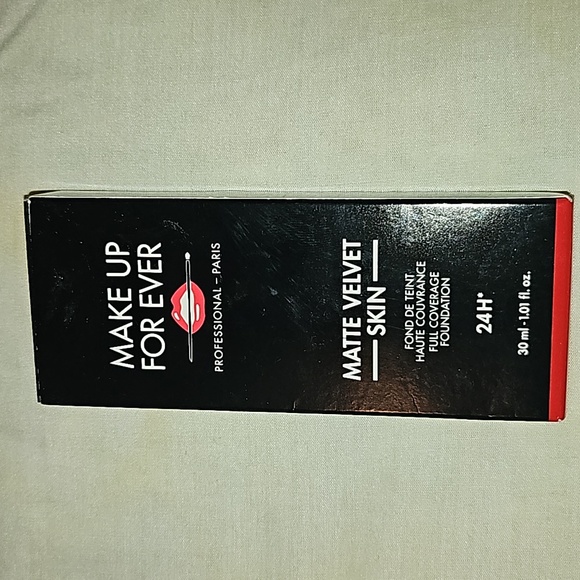 MAKE UP
FOR EVER
PROFESSIONAL – PARIS
MATTE VELVET
SKIN
FOND DE TEINT
HAUTE COUVRANCE
FULL COVERAGE
FOUNDATION
24H*
30 ml - 1.01 fl. oz.